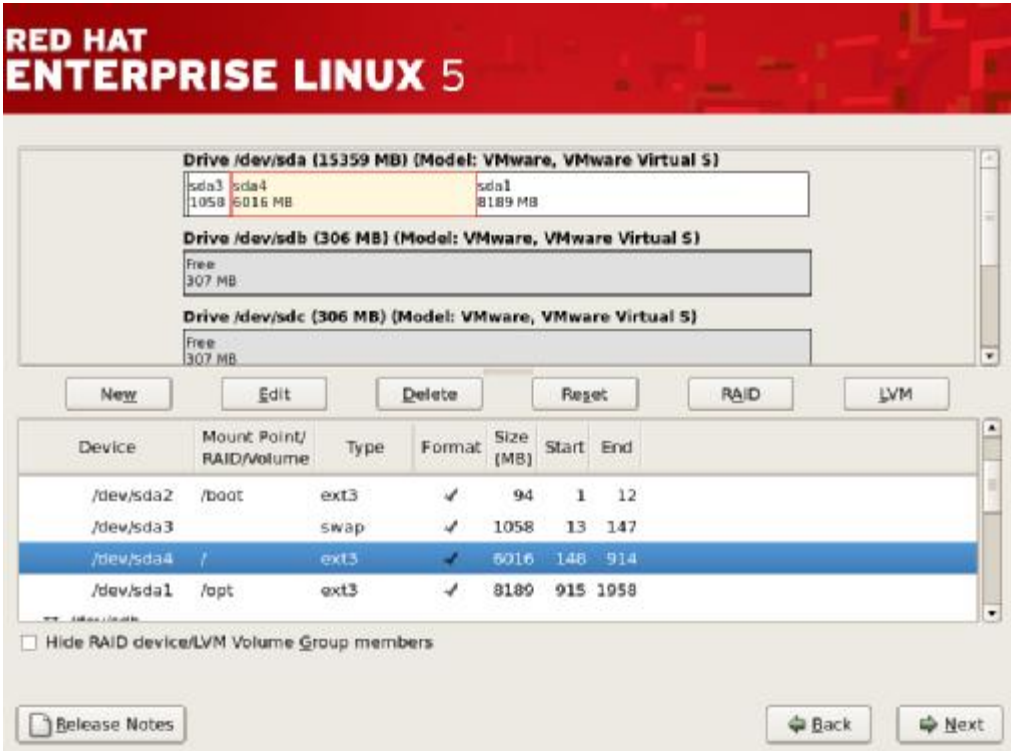 RED HAT
ENTERPRISE LINUX 5
Drive /dev/sda (15359 MB) (Model: VMware, VMware Virtual S)
sda3 sda4 sda1
1058 6016 MB 8189 MB
Drive /dev/sdb (306 MB) (Model: VMware, VMware Virtual S)
Free
307 MB
Drive /dev/sdc (306 MB) (Model: VMware, VMware Virtual S)
Free
307 MB
New Edit Delete Reset RAID LVM
Device Mount Point/ RAID/Volume Type Format Size (MB) Start End
/dev/sda2 /boot ext3 ✓ 94 1 12
/dev/sda3 swap ✓ 1058 13 147
/dev/sda4 / ext3 ✓ 6016 148 914
/dev/sda1 /opt ext3 ✓ 8189 915 1958
Hide RAID device/LVM Volume Group members
Release Notes Back Next